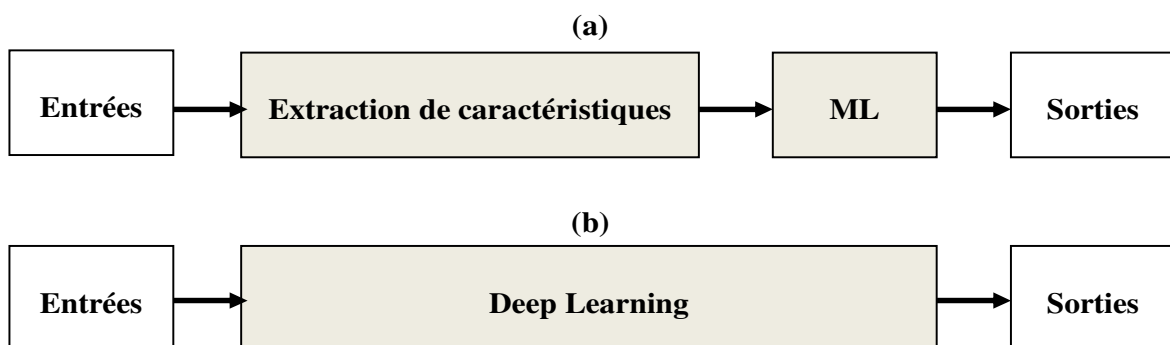 (a)
Entrées Extraction de caractéristiques ML Sorties
(b)
Entrées Deep Learning Sorties